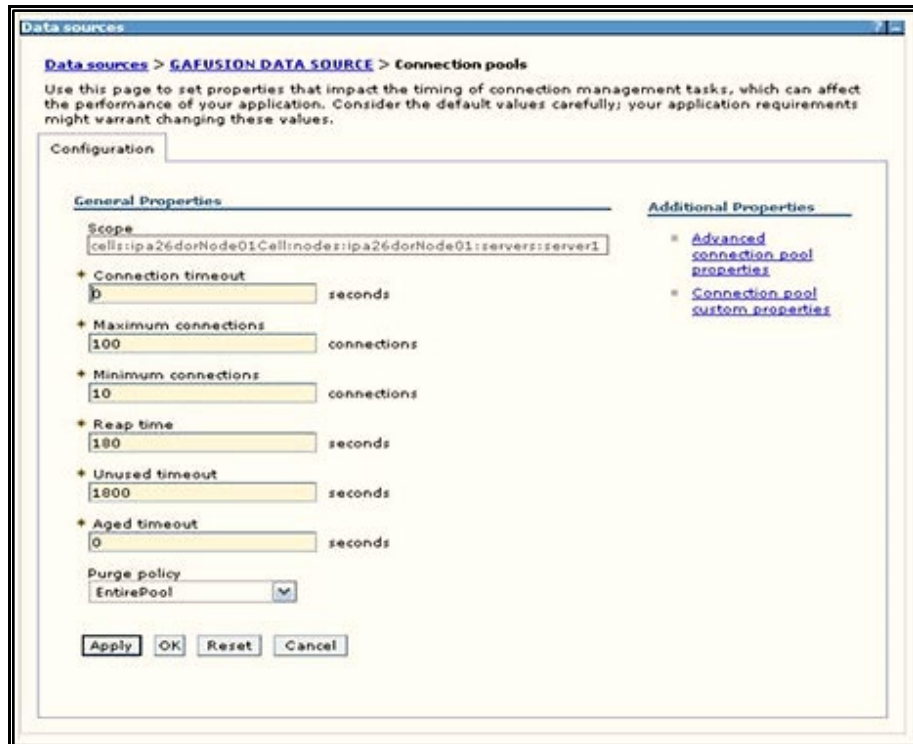 Data sources ? –
Data sources > GAFUSION DATA SOURCE > Connection pools
Use this page to set properties that impact the timing of connection management tasks, which can affect
the performance of your application. Consider the default values carefully; your application requirements
might warrant changing these values.
Configuration
General Properties
Scope
cells:ipa26dorNode01Cell:nodes:ipa26dorNode01:servers:server1
* Connection timeout
0 seconds
* Maximum connections
100 connections
* Minimum connections
10 connections
* Reap time
180 seconds
* Unused timeout
1800 seconds
* Aged timeout
0 seconds
Purge policy
EntirePool
Apply OK Reset Cancel
Additional Properties
Advanced
connection pool
properties
Connection pool
custom properties